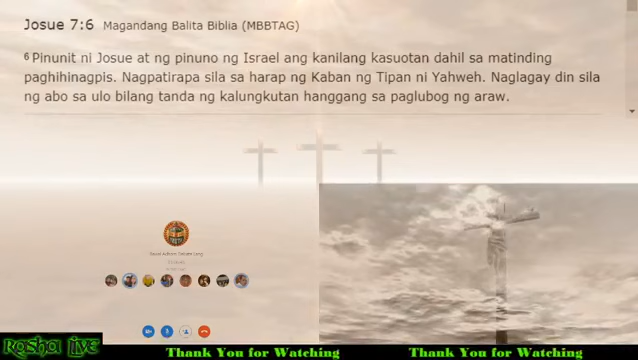 Josue 7:6 Magandang Balita Biblia (MBBTAG)
6 Pinunit ni Josue at ng pinuno ng Israel ang kanilang kasuotan dahil sa matinding
paghihinagpis. Nagpatirapa sila sa harap ng Kaban ng Tipan ni Yahweh. Naglagay din sila
ng abo sa ulo bilang tanda ng kalungkutan hanggang sa paglubog ng araw.
Rasha Live
Thank You for Watching Thank You for Watching